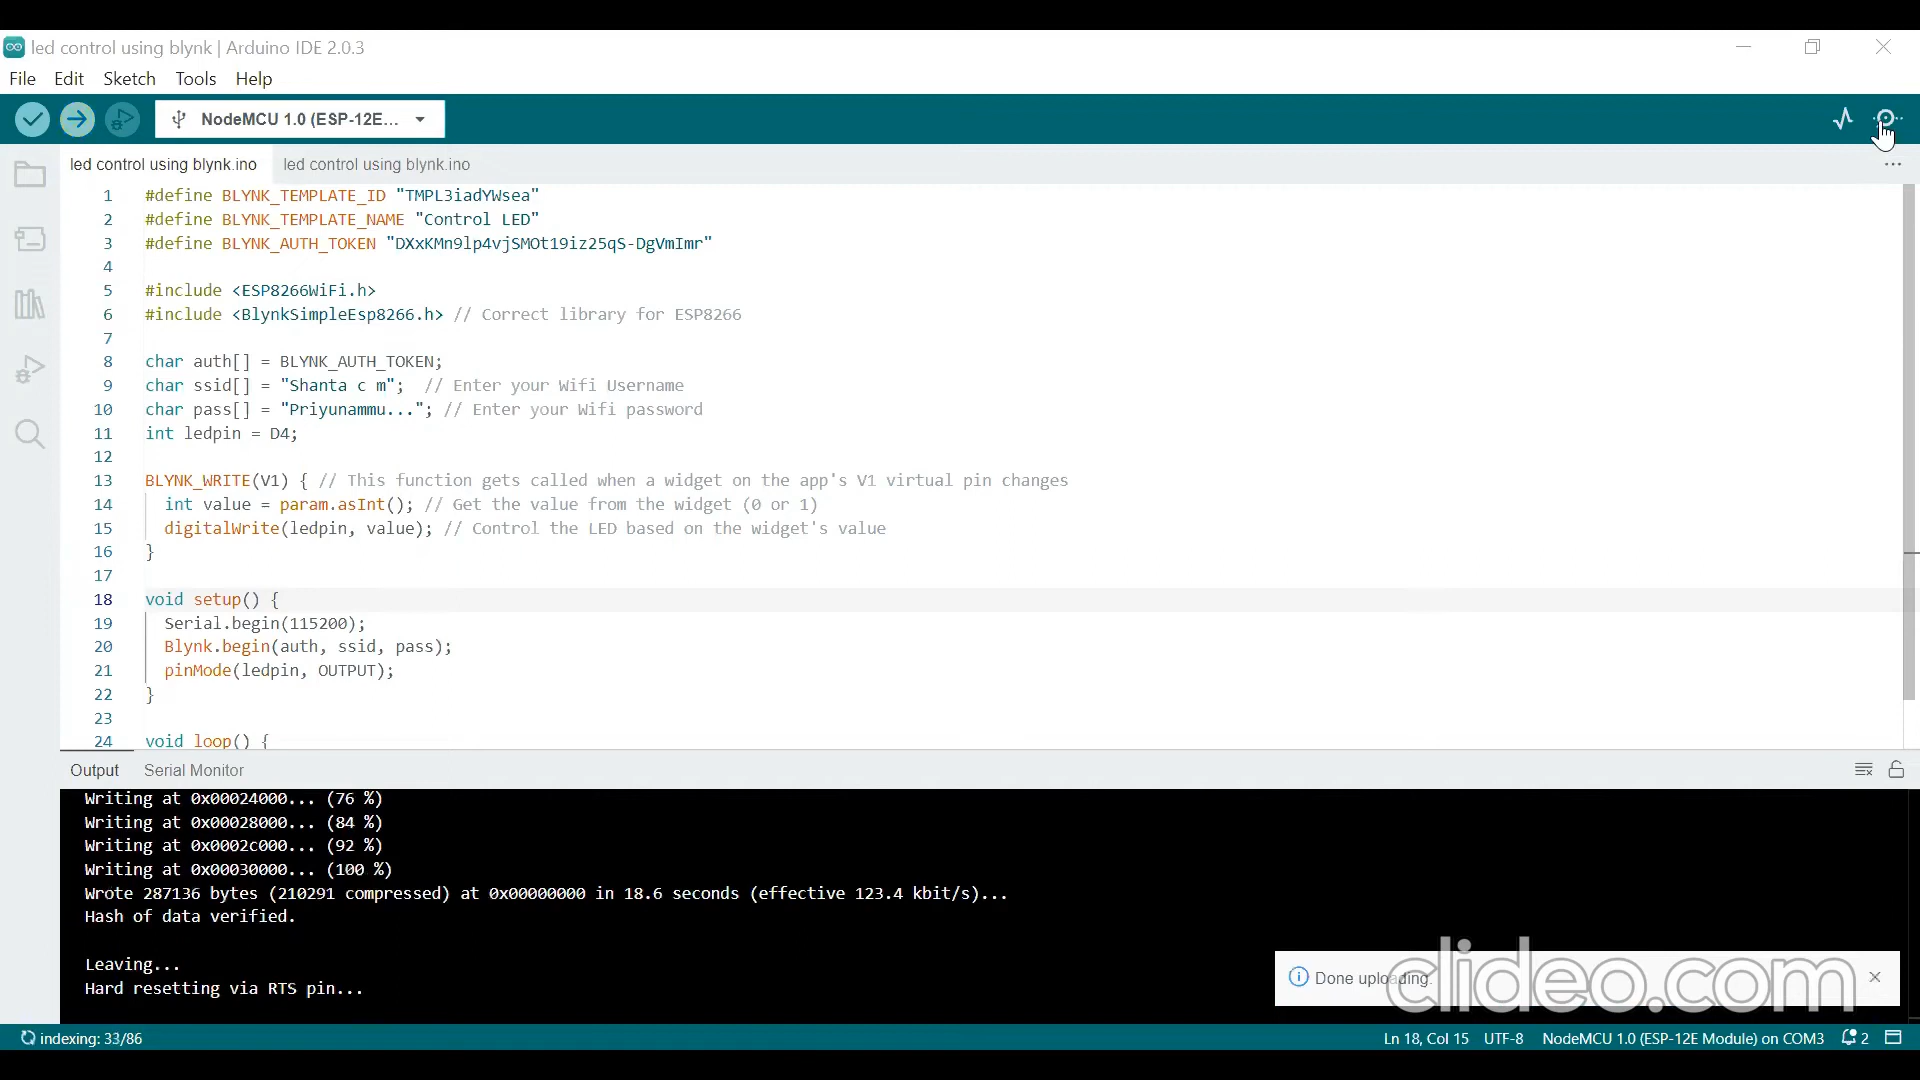 led control using blynk | Arduino IDE 2.0.3
File Edit Sketch Tools Help
NodeMCU 1.0 (ESP-12E...
led control using blynk.ino led control using blynk.ino
1 #define BLYNK_TEMPLATE_ID "TMPL3iadYWsea"
2 #define BLYNK_TEMPLATE_NAME "Control LED"
3 #define BLYNK_AUTH_TOKEN "DXxKMn9lp4vjSMOt19iz25qS-DgVmImr"
4
5 #include <ESP8266WiFi.h>
6 #include <BlynkSimpleEsp8266.h> // Correct library for ESP8266
7
8 char auth[] = BLYNK_AUTH_TOKEN;
9 char ssid[] = "Shanta c m";  // Enter your Wifi Username
10 char pass[] = "Priyunammu..."; // Enter your Wifi password
11 int ledpin = D4;
12
13 BLYNK_WRITE(V1) { // This function gets called when a widget on the app's V1 virtual pin changes
14   int value = param.asInt(); // Get the value from the widget (0 or 1)
15   digitalWrite(ledpin, value); // Control the LED based on the widget's value
16 }
17
18 void setup() {
19   Serial.begin(115200);
20   Blynk.begin(auth, ssid, pass);
21   pinMode(ledpin, OUTPUT);
22 }
23
24 void loop() {
Output Serial Monitor
Writing at 0x00024000... (76 %)
Writing at 0x00028000... (84 %)
Writing at 0x0002c000... (92 %)
Writing at 0x00030000... (100 %)
Wrote 287136 bytes (210291 compressed) at 0x00000000 in 18.6 seconds (effective 123.4 kbit/s)...
Hash of data verified.
Leaving...
Hard resetting via RTS pin...
Done uploading.
clideo.com
indexing: 33/86 Ln 18, Col 15 UTF-8 NodeMCU 1.0 (ESP-12E Module) on COM3 2